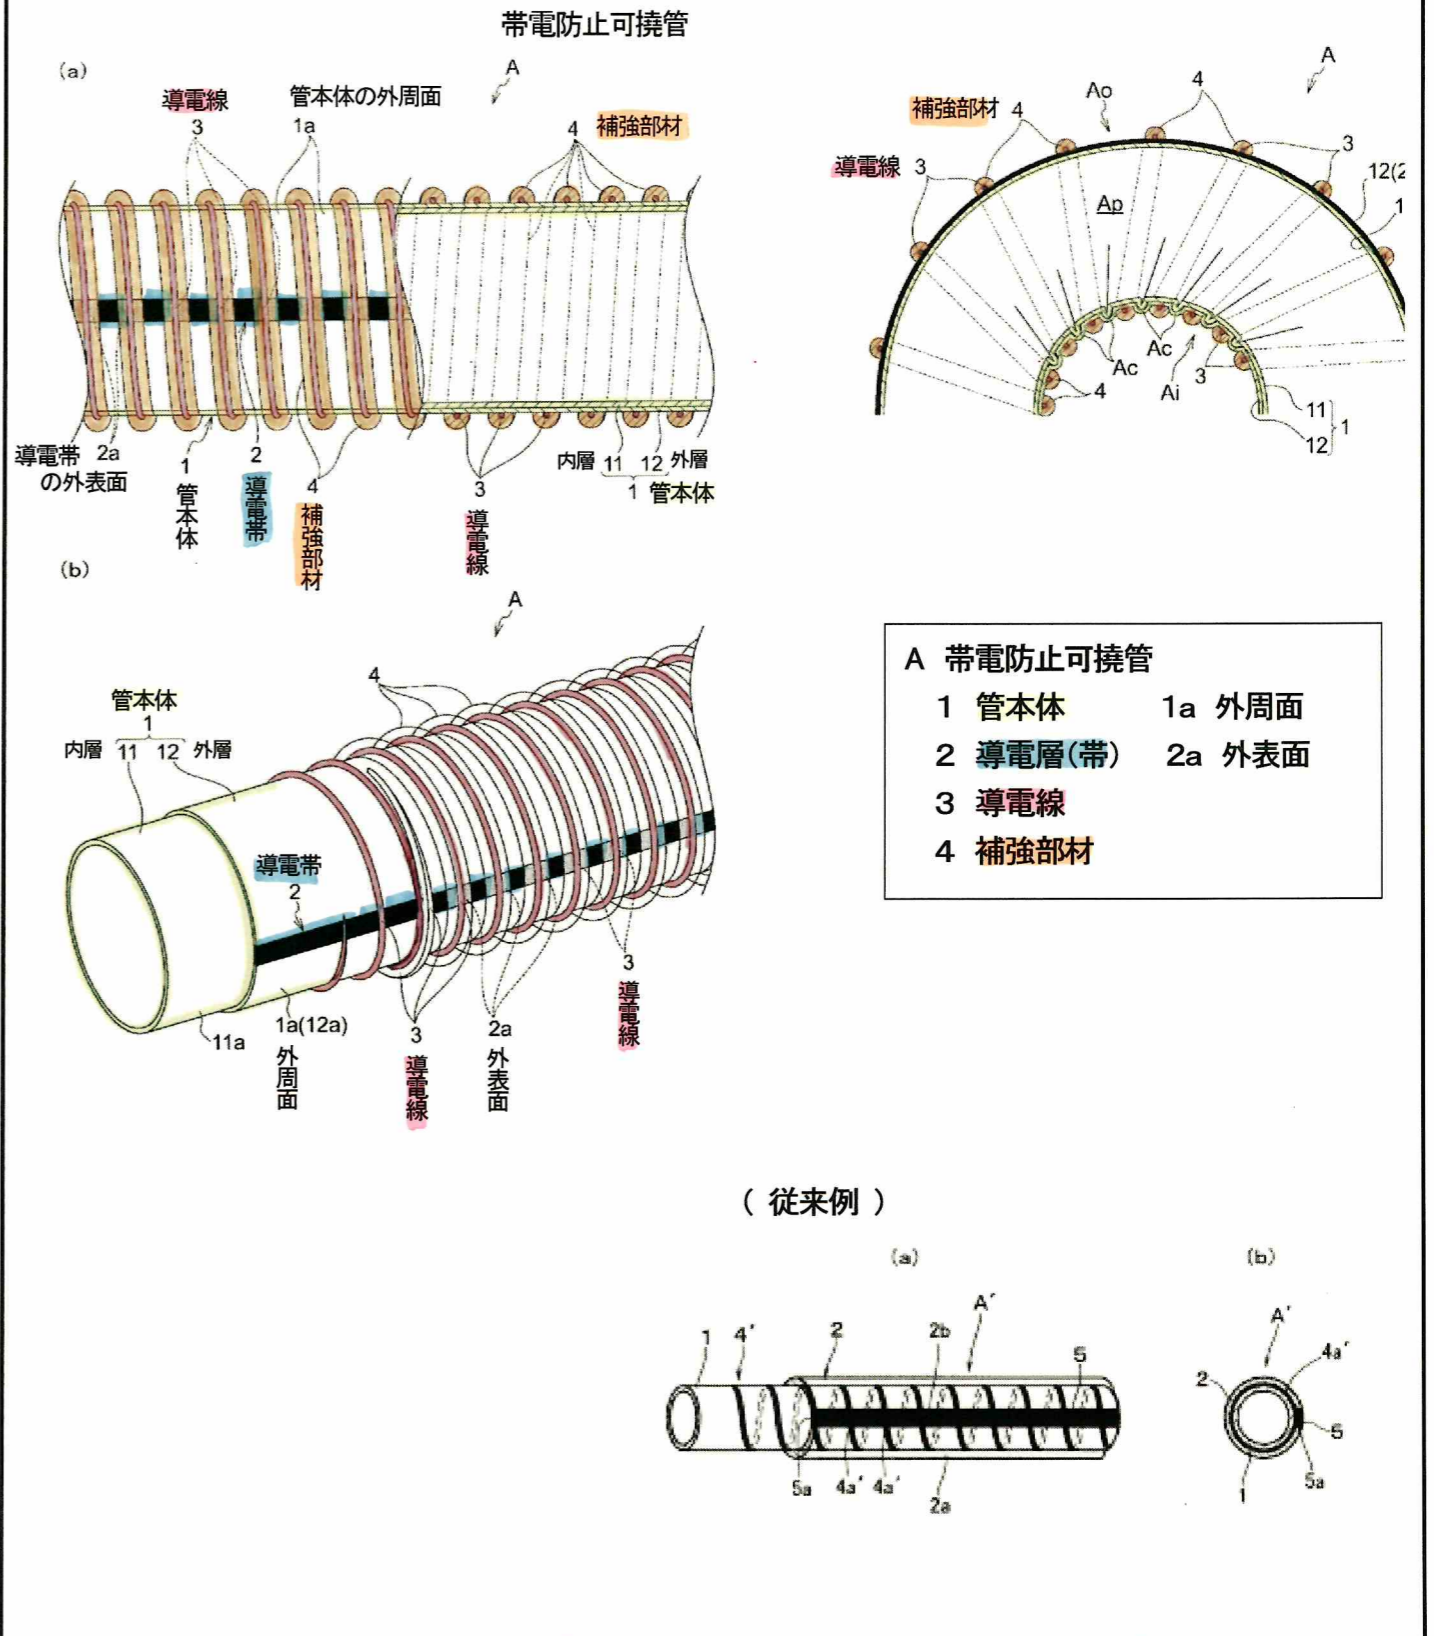 帯電防止可撓管
(a)
A
導電線
3
管本体の外周面
1a
4 補強部材
導電帯 2a
の外表面
1
管本体
2
導電帯
4
補強部材
3
導電線
内層 11 12 外層
1 管本体
A
Ao
4
補強部材 4
導電線 3
3
12(2
1
Ap
Ac
Ac
Ai
3
4
11
12
1
(b)
A
4
管本体
1
内層 11 12 外層
導電帯
2
11a
1a(12a)
外周面
3
導電線
2a
外表面
3
導電線
A 帯電防止可撓管
1 管本体 1a 外周面
2 導電層(帯) 2a 外表面
3 導電線
4 補強部材
( 従来例 )
(a)
A'
1 4' 2 2b 5
5a 4a' 4a' 2a
(b)
A'
4a'
2
5
5a
1